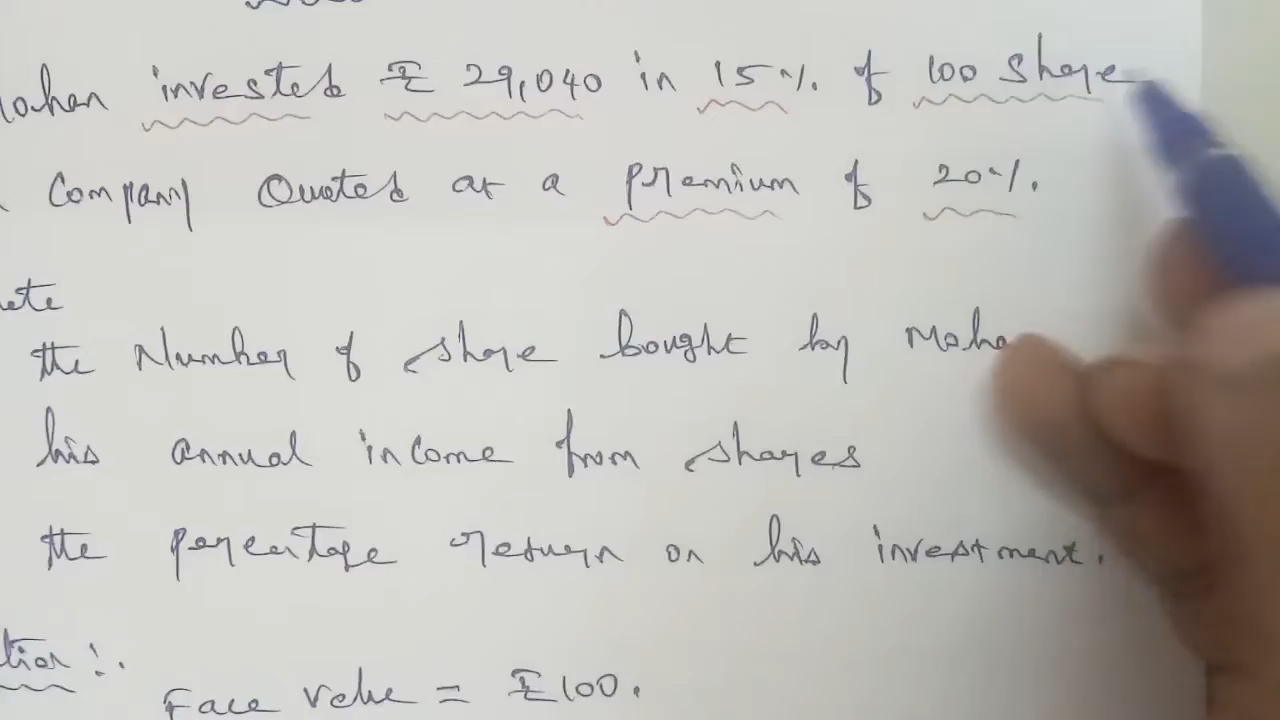 Mohan invested ₹ 29,040 in 15%. of 100 share
Company Quoted at a premium of 20%.
the Number of share bought by Moha
his annual income from shares
the percentage return on his investment.
Face value = ₹100.